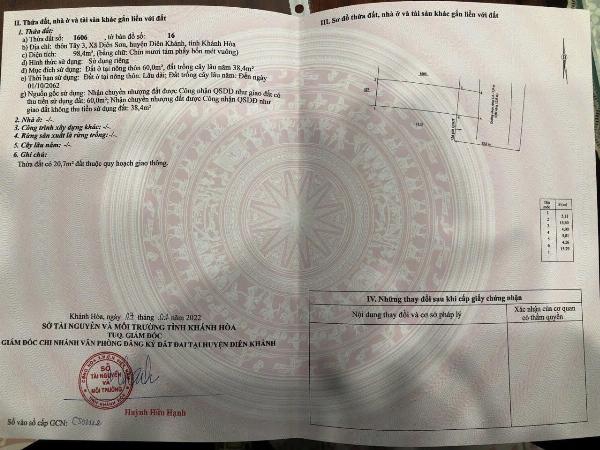 II. Thửa đất, nhà ở và tài sản khác gắn liền với đất
1. Thửa đất:
a) Thửa đất số: 1606 , tờ bản đồ số: 16
b) Địa chỉ: thôn Tây 3, Xã Diên Sơn, huyện Diên Khánh, tỉnh Khánh Hòa
c) Diện tích: 98,4m², (bằng chữ: Chín mươi tám phẩy bốn mét vuông)
d) Hình thức sử dụng: Sử dụng riêng
đ) Mục đích sử dụng: Đất ở tại nông thôn 60,0m², đất trồng cây lâu năm 38,4m²
e) Thời hạn sử dụng: Đất ở tại nông thôn: Lâu dài; Đất trồng cây lâu năm: Đến ngày
01/10/2062
g) Nguồn gốc sử dụng: Nhận chuyển nhượng đất được Công nhận QSDĐ như giao đất có
thu tiền sử dụng đất: 60,0m²; Nhận chuyển nhượng đất được Công nhận QSDĐ như
giao đất không thu tiền sử dụng đất: 38,4m²
2. Nhà ở: -/-
3. Công trình xây dựng khác: -/-
4. Rừng sản xuất là rừng trồng: -/-
5. Cây lâu năm: -/-
6. Ghi chú:
Thửa đất có 20,7m² đất thuộc quy hoạch giao thông.
Khánh Hòa, ngày tháng năm 2022
SỞ TÀI NGUYÊN VÀ MÔI TRƯỜNG TỈNH KHÁNH HÒA
TUQ. GIÁM ĐỐC
GIÁM ĐỐC CHI NHÁNH VĂN PHÒNG ĐĂNG KÝ ĐẤT ĐAI TẠI HUYỆN DIÊN KHÁNH
SỞ
TÀI NGUYÊN
VÀ
MÔI TRƯỜNG
Huỳnh Hữu Hạnh
Số vào sổ cấp GCN:
III. Sơ đồ thửa đất, nhà ở và tài sản khác gắn liền với đất
IV. Những thay đổi sau khi cấp giấy chứng nhận
Nội dung thay đổi và cơ sở pháp lý
Xác nhận của cơ quan
có thẩm quyền